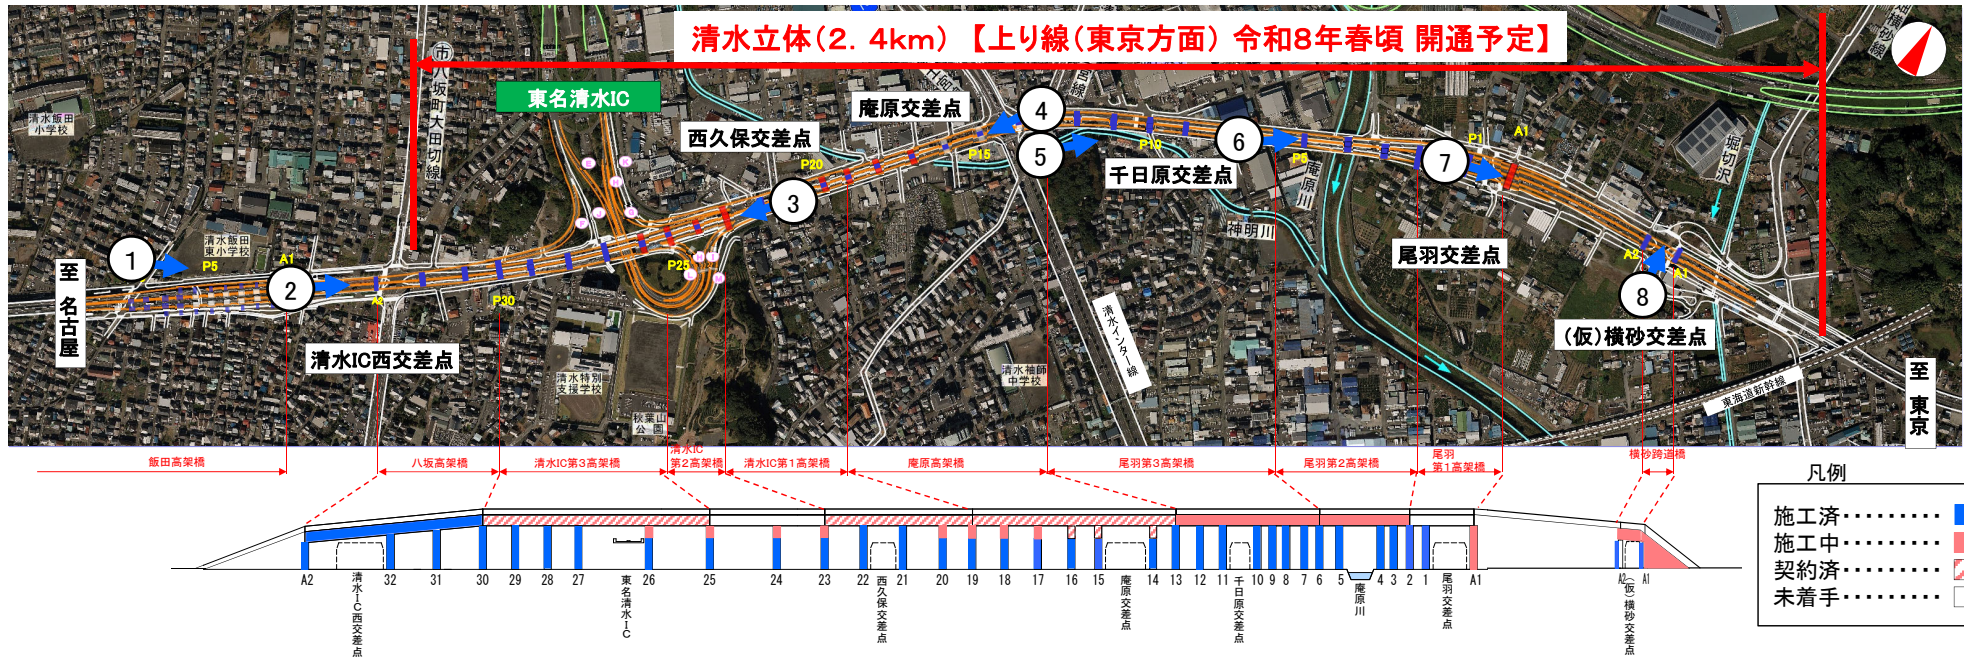 清水立体(2．4km)【上り線(東京方面) 令和8年春頃 開通予定】
東名清水IC
西久保交差点
庵原交差点
千日原交差点
尾羽交差点
(仮)横砂交差点
清水IC西交差点
至 名古屋
至 東京
市 八坂町大田切線
清水飯田
小学校
清水飯田
東小学校
清水特別
支援学校
秋葉山
公園
清水袖師
中学校
清水インター線
神明川
庵原川
堀切沢
東海道新幹線
横砂線
1
2
3
4
5
6
7
8
P5
A1
A2
P30
P25
P20
P15
P10
P5
P1
A1
A2
A1
飯田高架橋
八坂高架橋
清水IC第3高架橋
清水IC
第2高架橋
清水IC第1高架橋
庵原高架橋
尾羽第3高架橋
尾羽第2高架橋
尾羽
第1高架橋
横砂跨道橋
A2
清水IC西交差点
32
31
30
29
28
27
東名清水IC
26
25
24
23
22
西久保交差点
21
20
19
18
17
16
15
庵原交差点
14
13
12
11
千日原交差点
10
9
8
7
6
5
庵原川
4
3
2
1
尾羽交差点
A1
A2
(仮)横砂交差点
A1
凡例
施工済・・・・・・・・・
施工中・・・・・・・・・
契約済・・・・・・・・・
未着手・・・・・・・・・